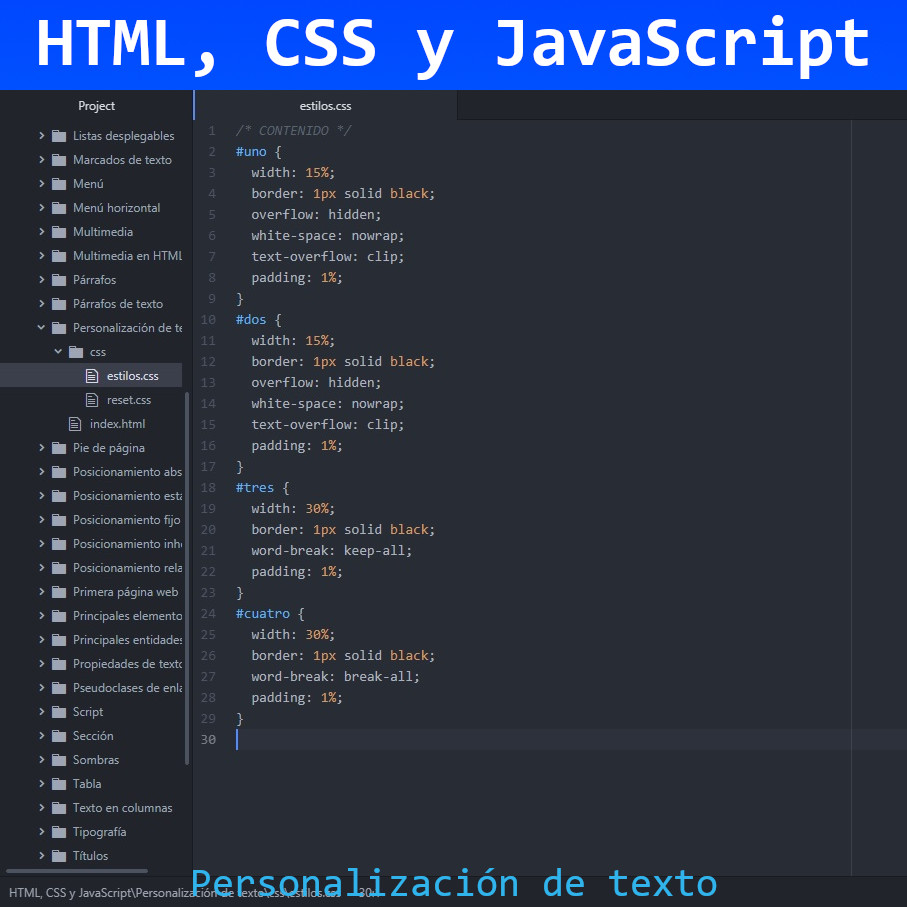 HTML, CSS y JavaScript
Project
Listas desplegables
Marcados de texto
Menú
Menú horizontal
Multimedia
Multimedia en HTML
Párrafos
Párrafos de texto
Personalización de te
css
estilos.css
reset.css
index.html
Pie de página
Posicionamiento abs
Posicionamiento está
Posicionamiento fijo
Posicionamiento inhe
Posicionamiento rela
Primera página web
Principales elemento
Principales entidades
Propiedades de texto
Pseudoclases de enla
Script
Sección
Sombras
Tabla
Texto en columnas
Tipografía
Títulos
estilos.css
1 /* CONTENIDO */
2 #uno {
3 width: 15%;
4 border: 1px solid black;
5 overflow: hidden;
6 white-space: nowrap;
7 text-overflow: clip;
8 padding: 1%;
9 }
10 #dos {
11 width: 15%;
12 border: 1px solid black;
13 overflow: hidden;
14 white-space: nowrap;
15 text-overflow: clip;
16 padding: 1%;
17 }
18 #tres {
19 width: 30%;
20 border: 1px solid black;
21 word-break: keep-all;
22 padding: 1%;
23 }
24 #cuatro {
25 width: 30%;
26 border: 1px solid black;
27 word-break: break-all;
28 padding: 1%;
29 }
30
HTML, CSS y JavaScript\Personalización de texto\css\estilos.css 30:1
Personalización de texto